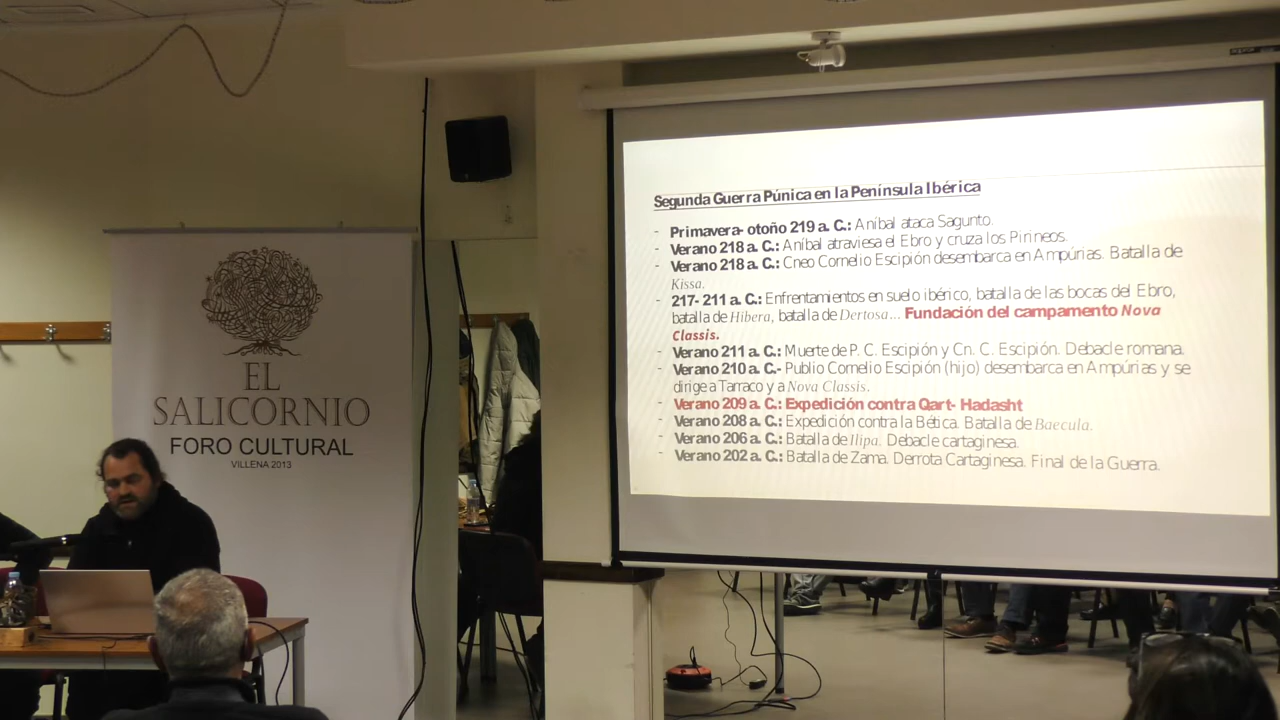 EL
SALICORNIO
FORO CULTURAL
VILLENA 2013
Segunda Guerra Púnica en la Península Ibérica
- Primavera- otoño 219 a. C.: Aníbal ataca Sagunto.
- Verano 218 a. C.: Aníbal atraviesa el Ebro y cruza los Pirineos.
- Verano 218 a. C.: Cneo Cornelio Escipión desembarca en Ampúrias. Batalla de
Kissa.
- 217- 211 a. C.: Enfrentamientos en suelo ibérico, batalla de las bocas del Ebro,
batalla de Hibera, batalla de Dertosa... Fundación del campamento Nova
Classis.
- Verano 211 a. C.: Muerte de P. C. Escipión y Cn. C. Escipión. Debacle romana.
- Verano 210 a. C.- Publio Cornelio Escipión (hijo) desembarca en Ampúrias y se
dirige a Tarraco y a Nova Classis.
- Verano 209 a. C.: Expedición contra Qart- Hadasht
- Verano 208 a. C.: Expedición contra la Bética. Batalla de Baecula.
- Verano 206 a. C.: Batalla de Ilipa. Debacle cartaginesa.
- Verano 202 a. C.: Batalla de Zama. Derrota Cartaginesa. Final de la Guerra.